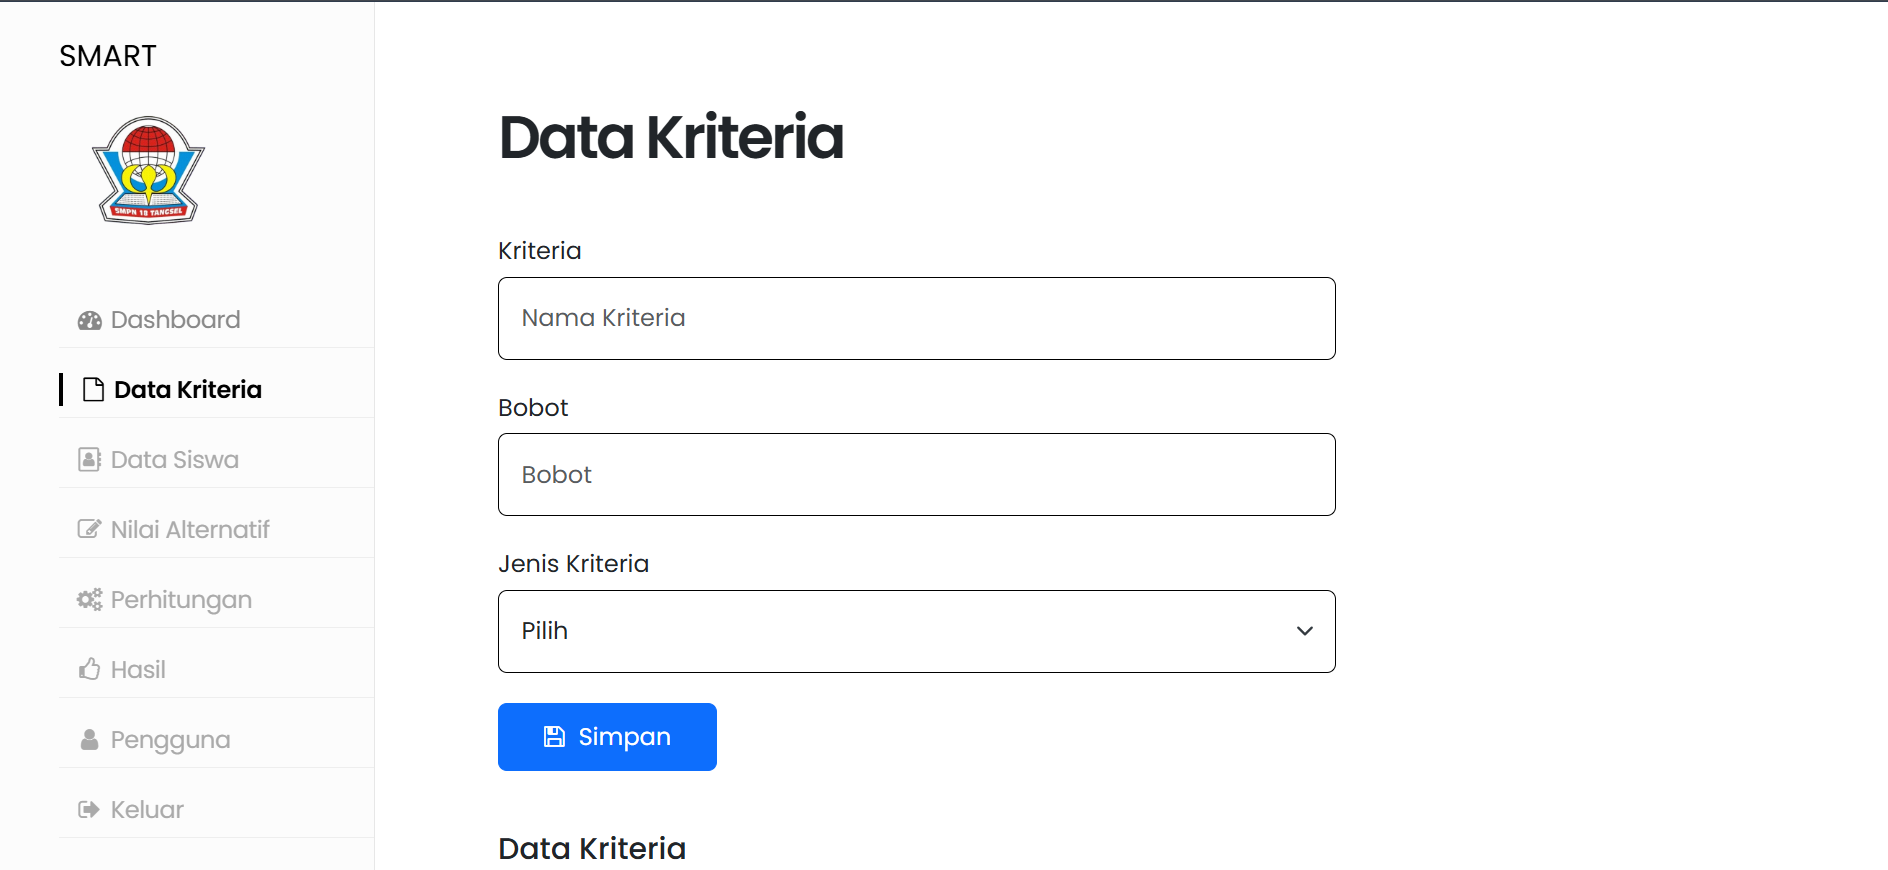 SMART
SMPN 18 TANGSEL
Dashboard
Data Kriteria
Data Siswa
Nilai Alternatif
Perhitungan
Hasil
Pengguna
Keluar
Data Kriteria
Kriteria
Nama Kriteria
Bobot
Bobot
Jenis Kriteria
Pilih
Simpan
Data Kriteria